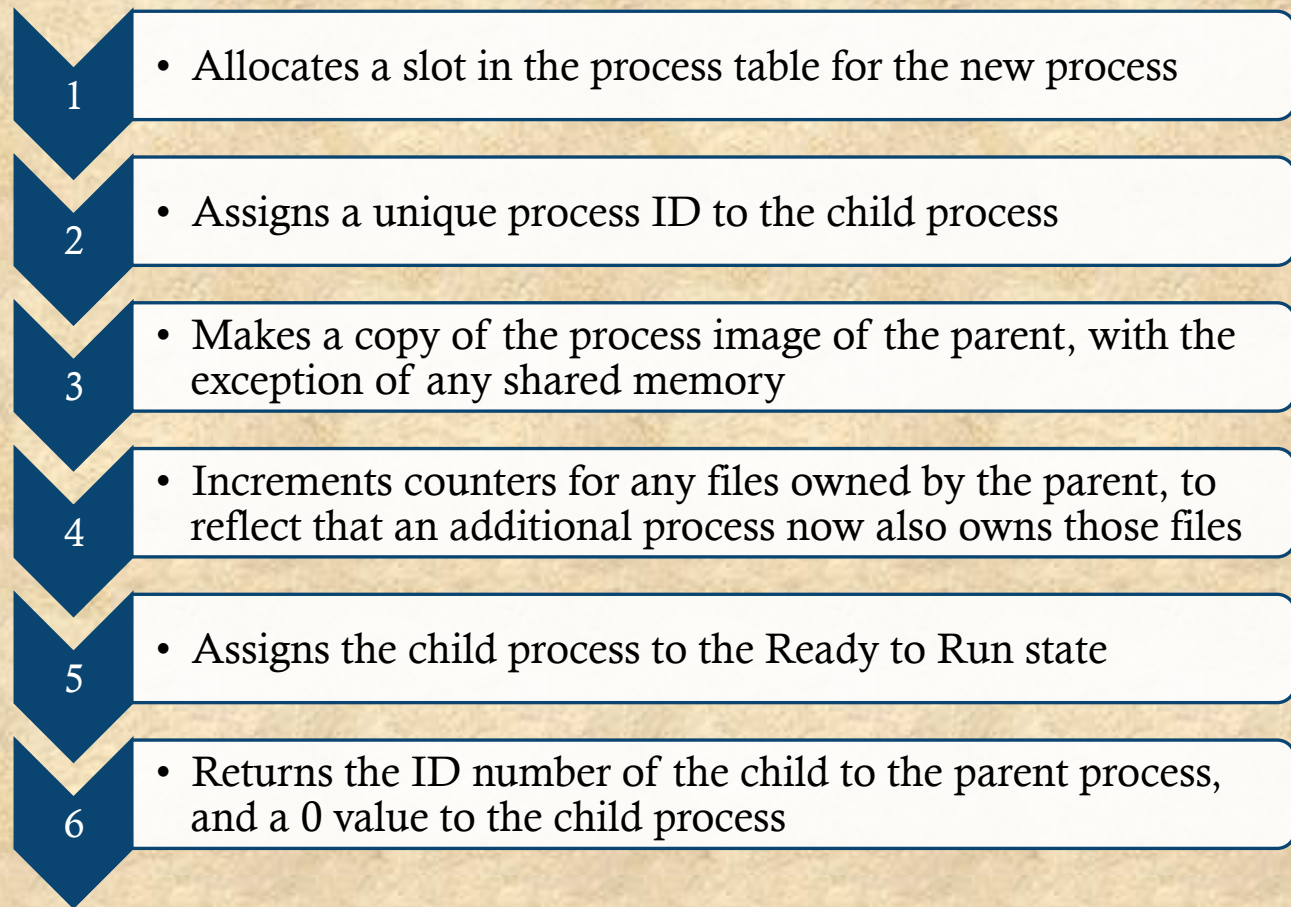 1
• Allocates a slot in the process table for the new process
2
• Assigns a unique process ID to the child process
3
• Makes a copy of the process image of the parent, with the
exception of any shared memory
4
• Increments counters for any files owned by the parent, to
reflect that an additional process now also owns those files
5
• Assigns the child process to the Ready to Run state
6
• Returns the ID number of the child to the parent process,
and a 0 value to the child process